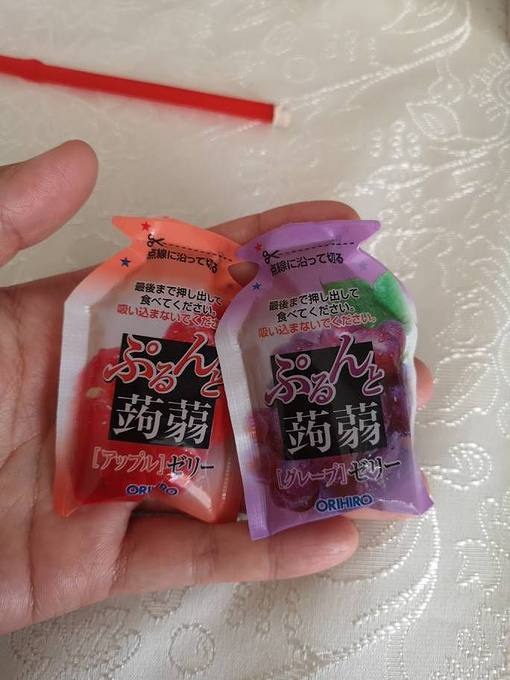 点線に沿って切る
最後まで押し出して
食べてください。
吸い込まないでくださ
ぷるんと
蒟蒻
[アップル]ゼリー
ORIHIRO
点線に沿って切る
最後まで押し出して
食べてください。
吸い込まないでください。
ぷるんと
蒟蒻
[グレープ]ゼリー
ORIHIRO